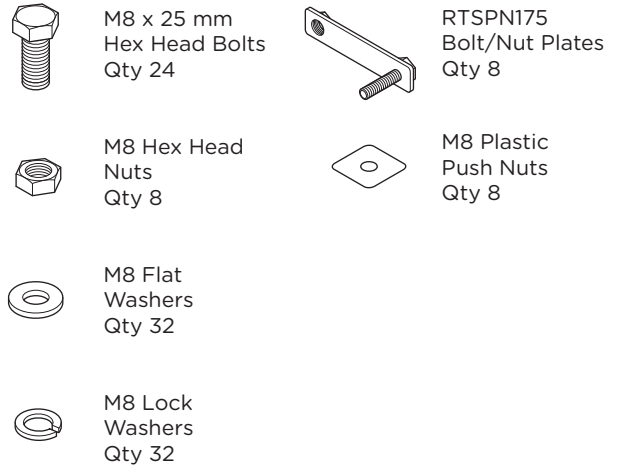 M8 x 25 mm
Hex Head Bolts
Qty 24
RTSPN175
Bolt/Nut Plates
Qty 8
M8 Hex Head
Nuts
Qty 8
M8 Plastic
Push Nuts
Qty 8
M8 Flat
Washers
Qty 32
M8 Lock
Washers
Qty 32